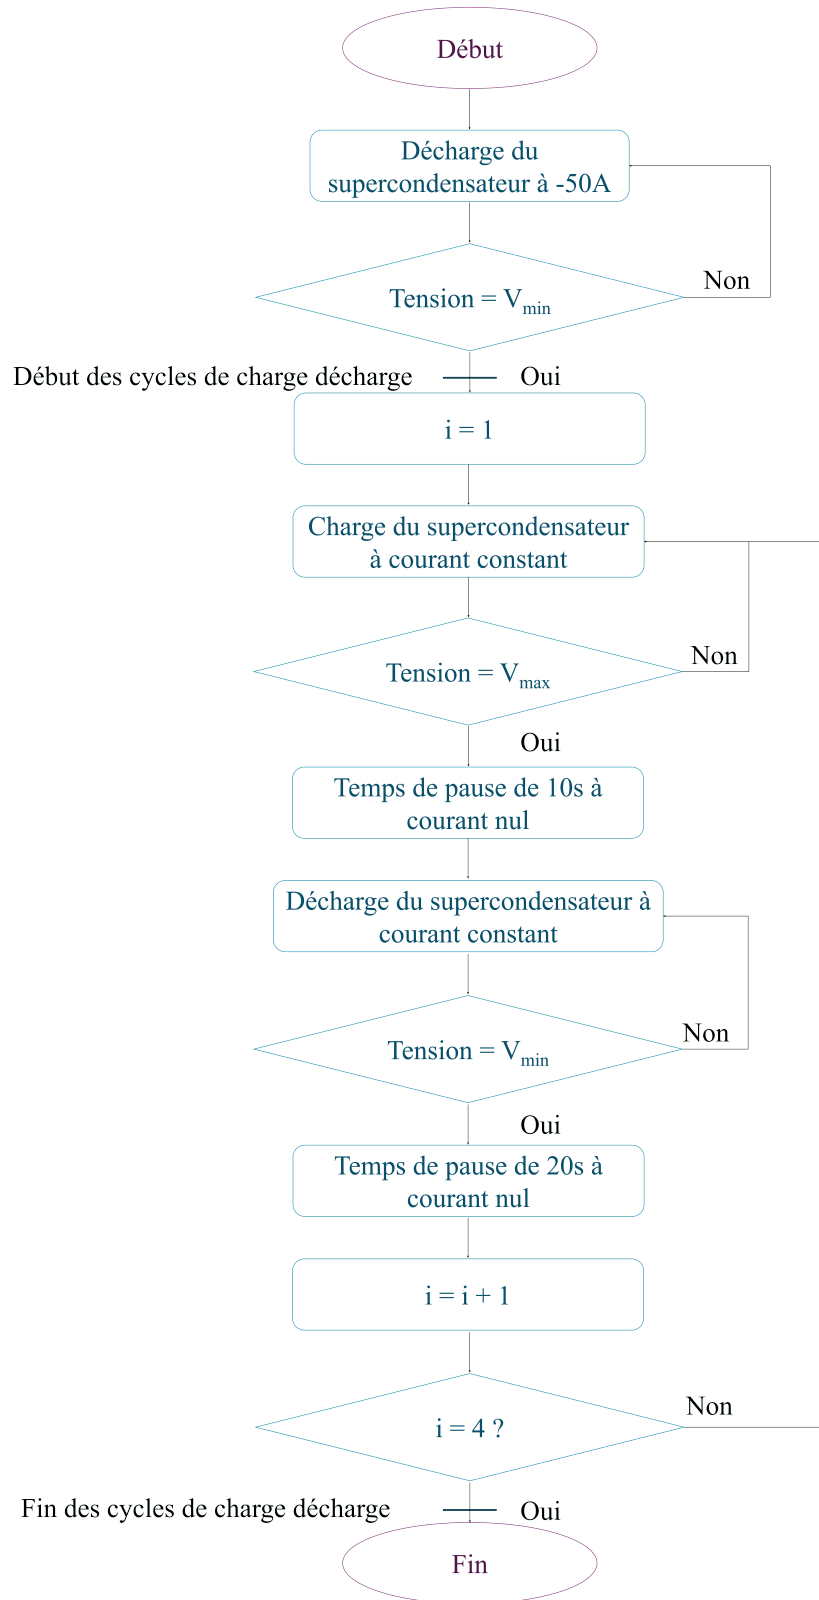 Début
Décharge du
supercondensateur à -50A
Non
Tension = Vmin
Début des cycles de charge décharge
Oui
i = 1
Charge du supercondensateur
à courant constant
Non
Tension = Vmax
Oui
Temps de pause de 10s à
courant nul
Décharge du supercondensateur à
courant constant
Non
Tension = Vmin
Oui
Temps de pause de 20s à
courant nul
i = i + 1
Non
i = 4 ?
Fin des cycles de charge décharge
Oui
Fin